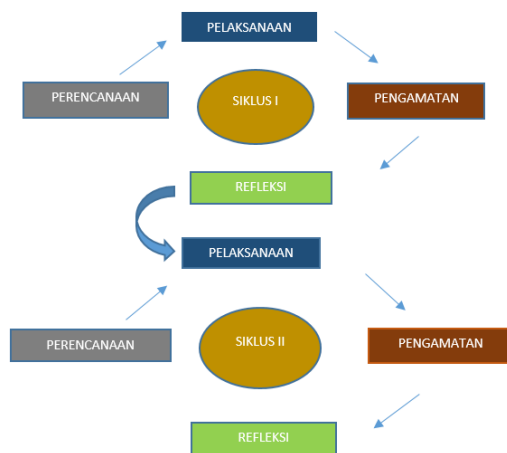 PELAKSANAAN
PERENCANAAN
SIKLUS I
PENGAMATAN
REFLEKSI
PELAKSANAAN
PERENCANAAN
SIKLUS II
PENGAMATAN
REFLEKSI